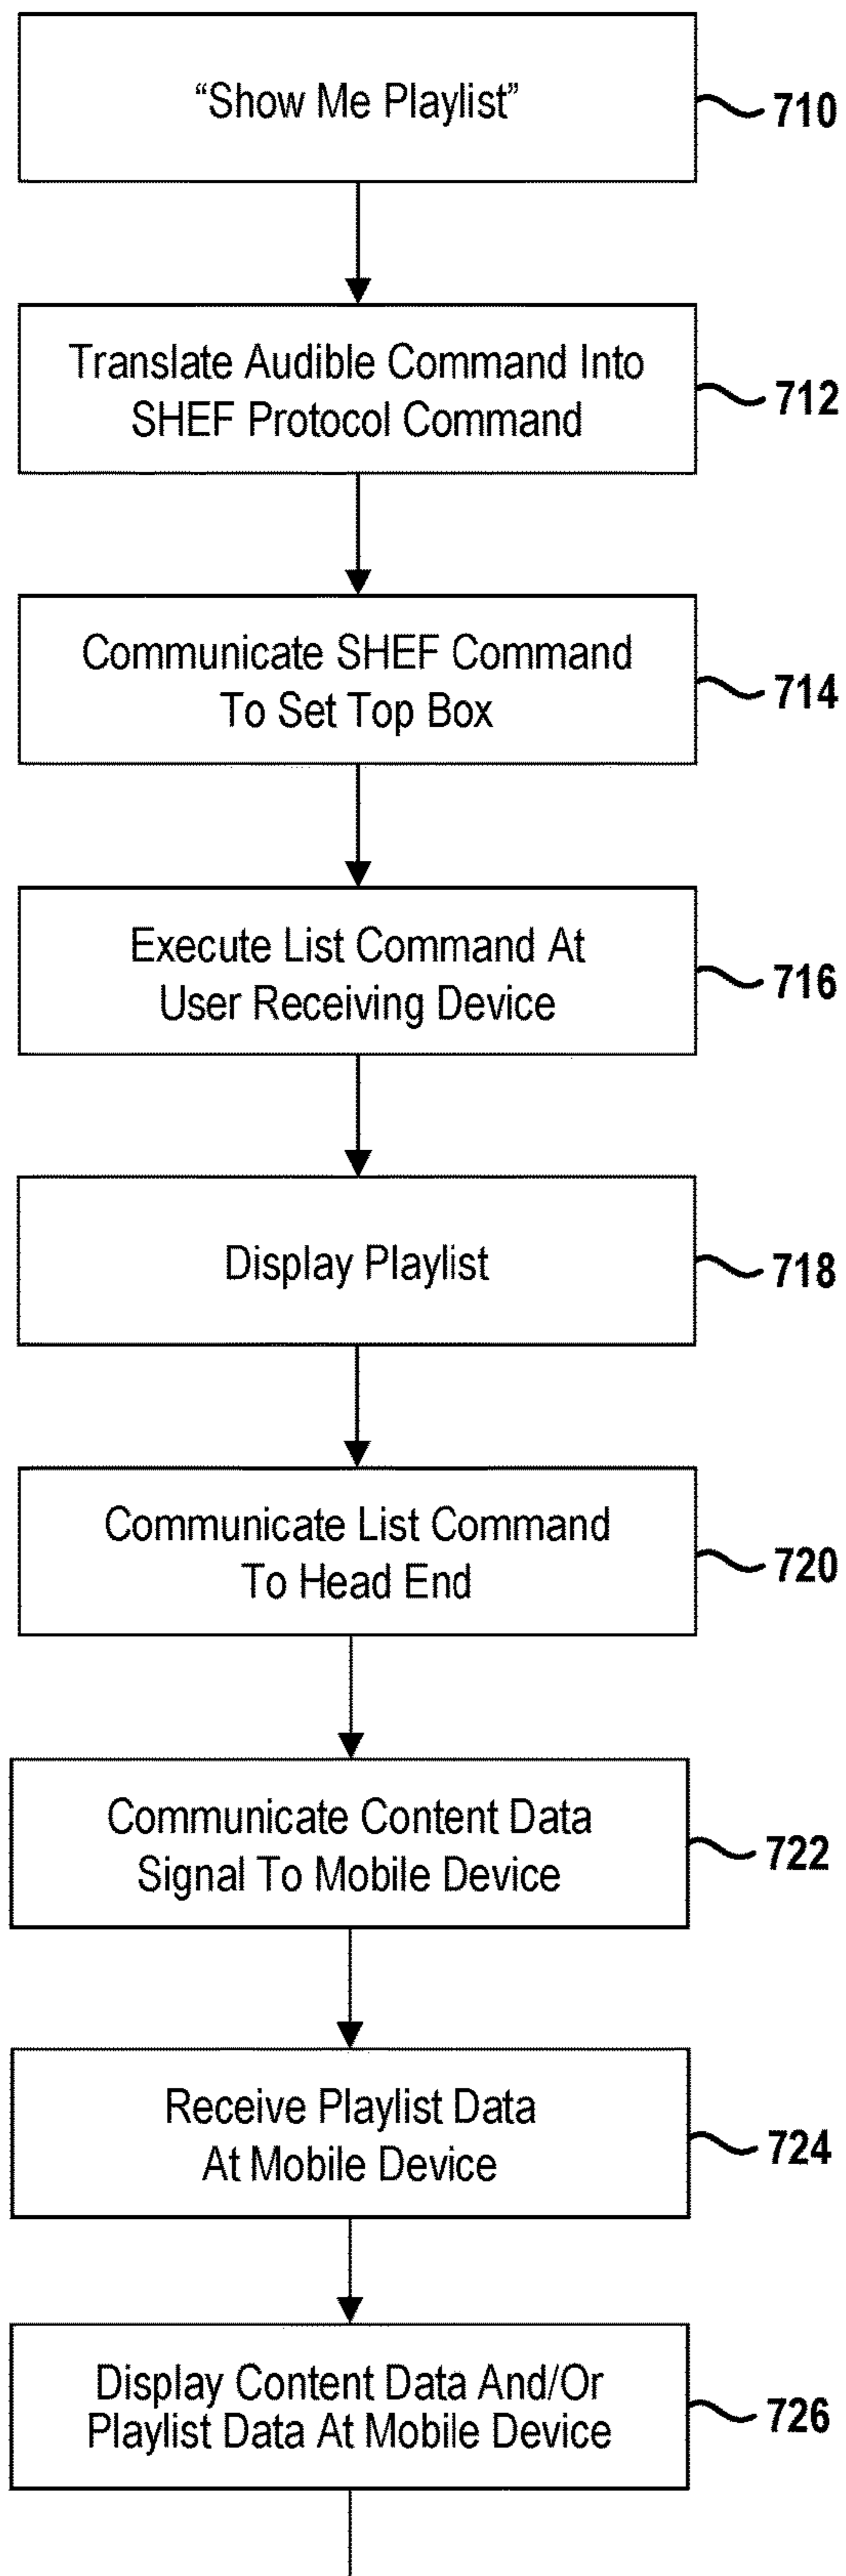 “Show Me Playlist”
710
Translate Audible Command Into
SHEF Protocol Command
712
Communicate SHEF Command
To Set Top Box
714
Execute List Command At
User Receiving Device
716
Display Playlist
718
Communicate List Command
To Head End
720
Communicate Content Data
Signal To Mobile Device
722
Receive Playlist Data
At Mobile Device
724
Display Content Data And/Or
Playlist Data At Mobile Device
726